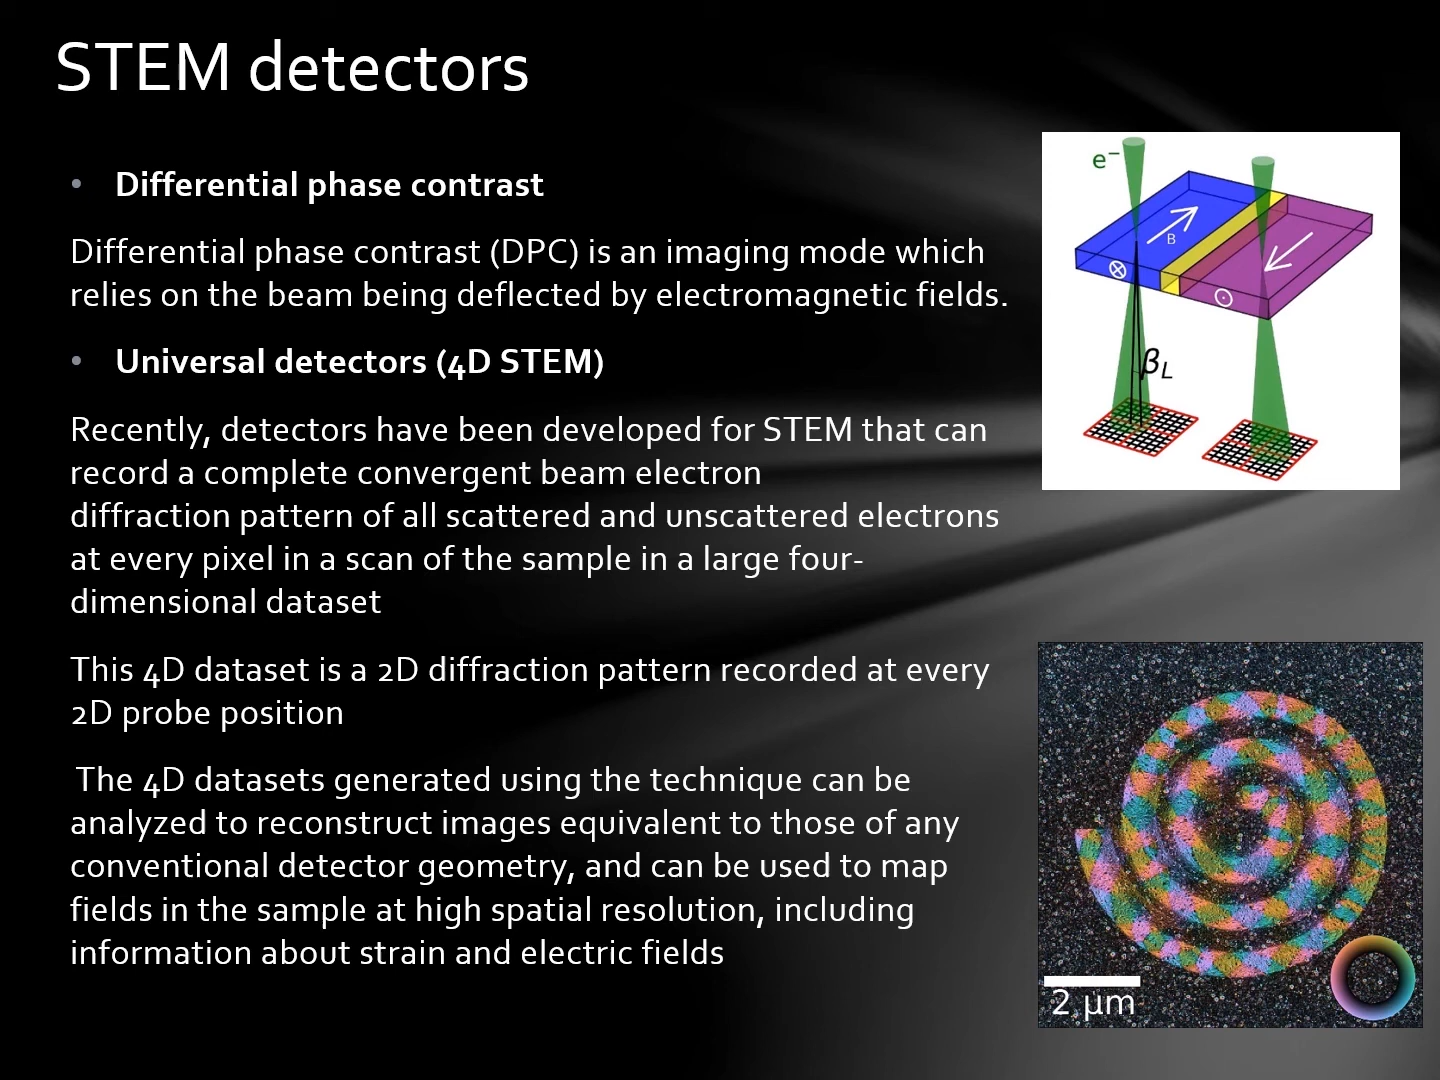 STEM detectors
• Differential phase contrast
Differential phase contrast (DPC) is an imaging mode which
relies on the beam being deflected by electromagnetic fields.
• Universal detectors (4D STEM)
Recently, detectors have been developed for STEM that can
record a complete convergent beam electron
diffraction pattern of all scattered and unscattered electrons
at every pixel in a scan of the sample in a large four-
dimensional dataset
This 4D dataset is a 2D diffraction pattern recorded at every
2D probe position
The 4D datasets generated using the technique can be
analyzed to reconstruct images equivalent to those of any
conventional detector geometry, and can be used to map
fields in the sample at high spatial resolution, including
information about strain and electric fields
e⁻
B
β_L
2 µm